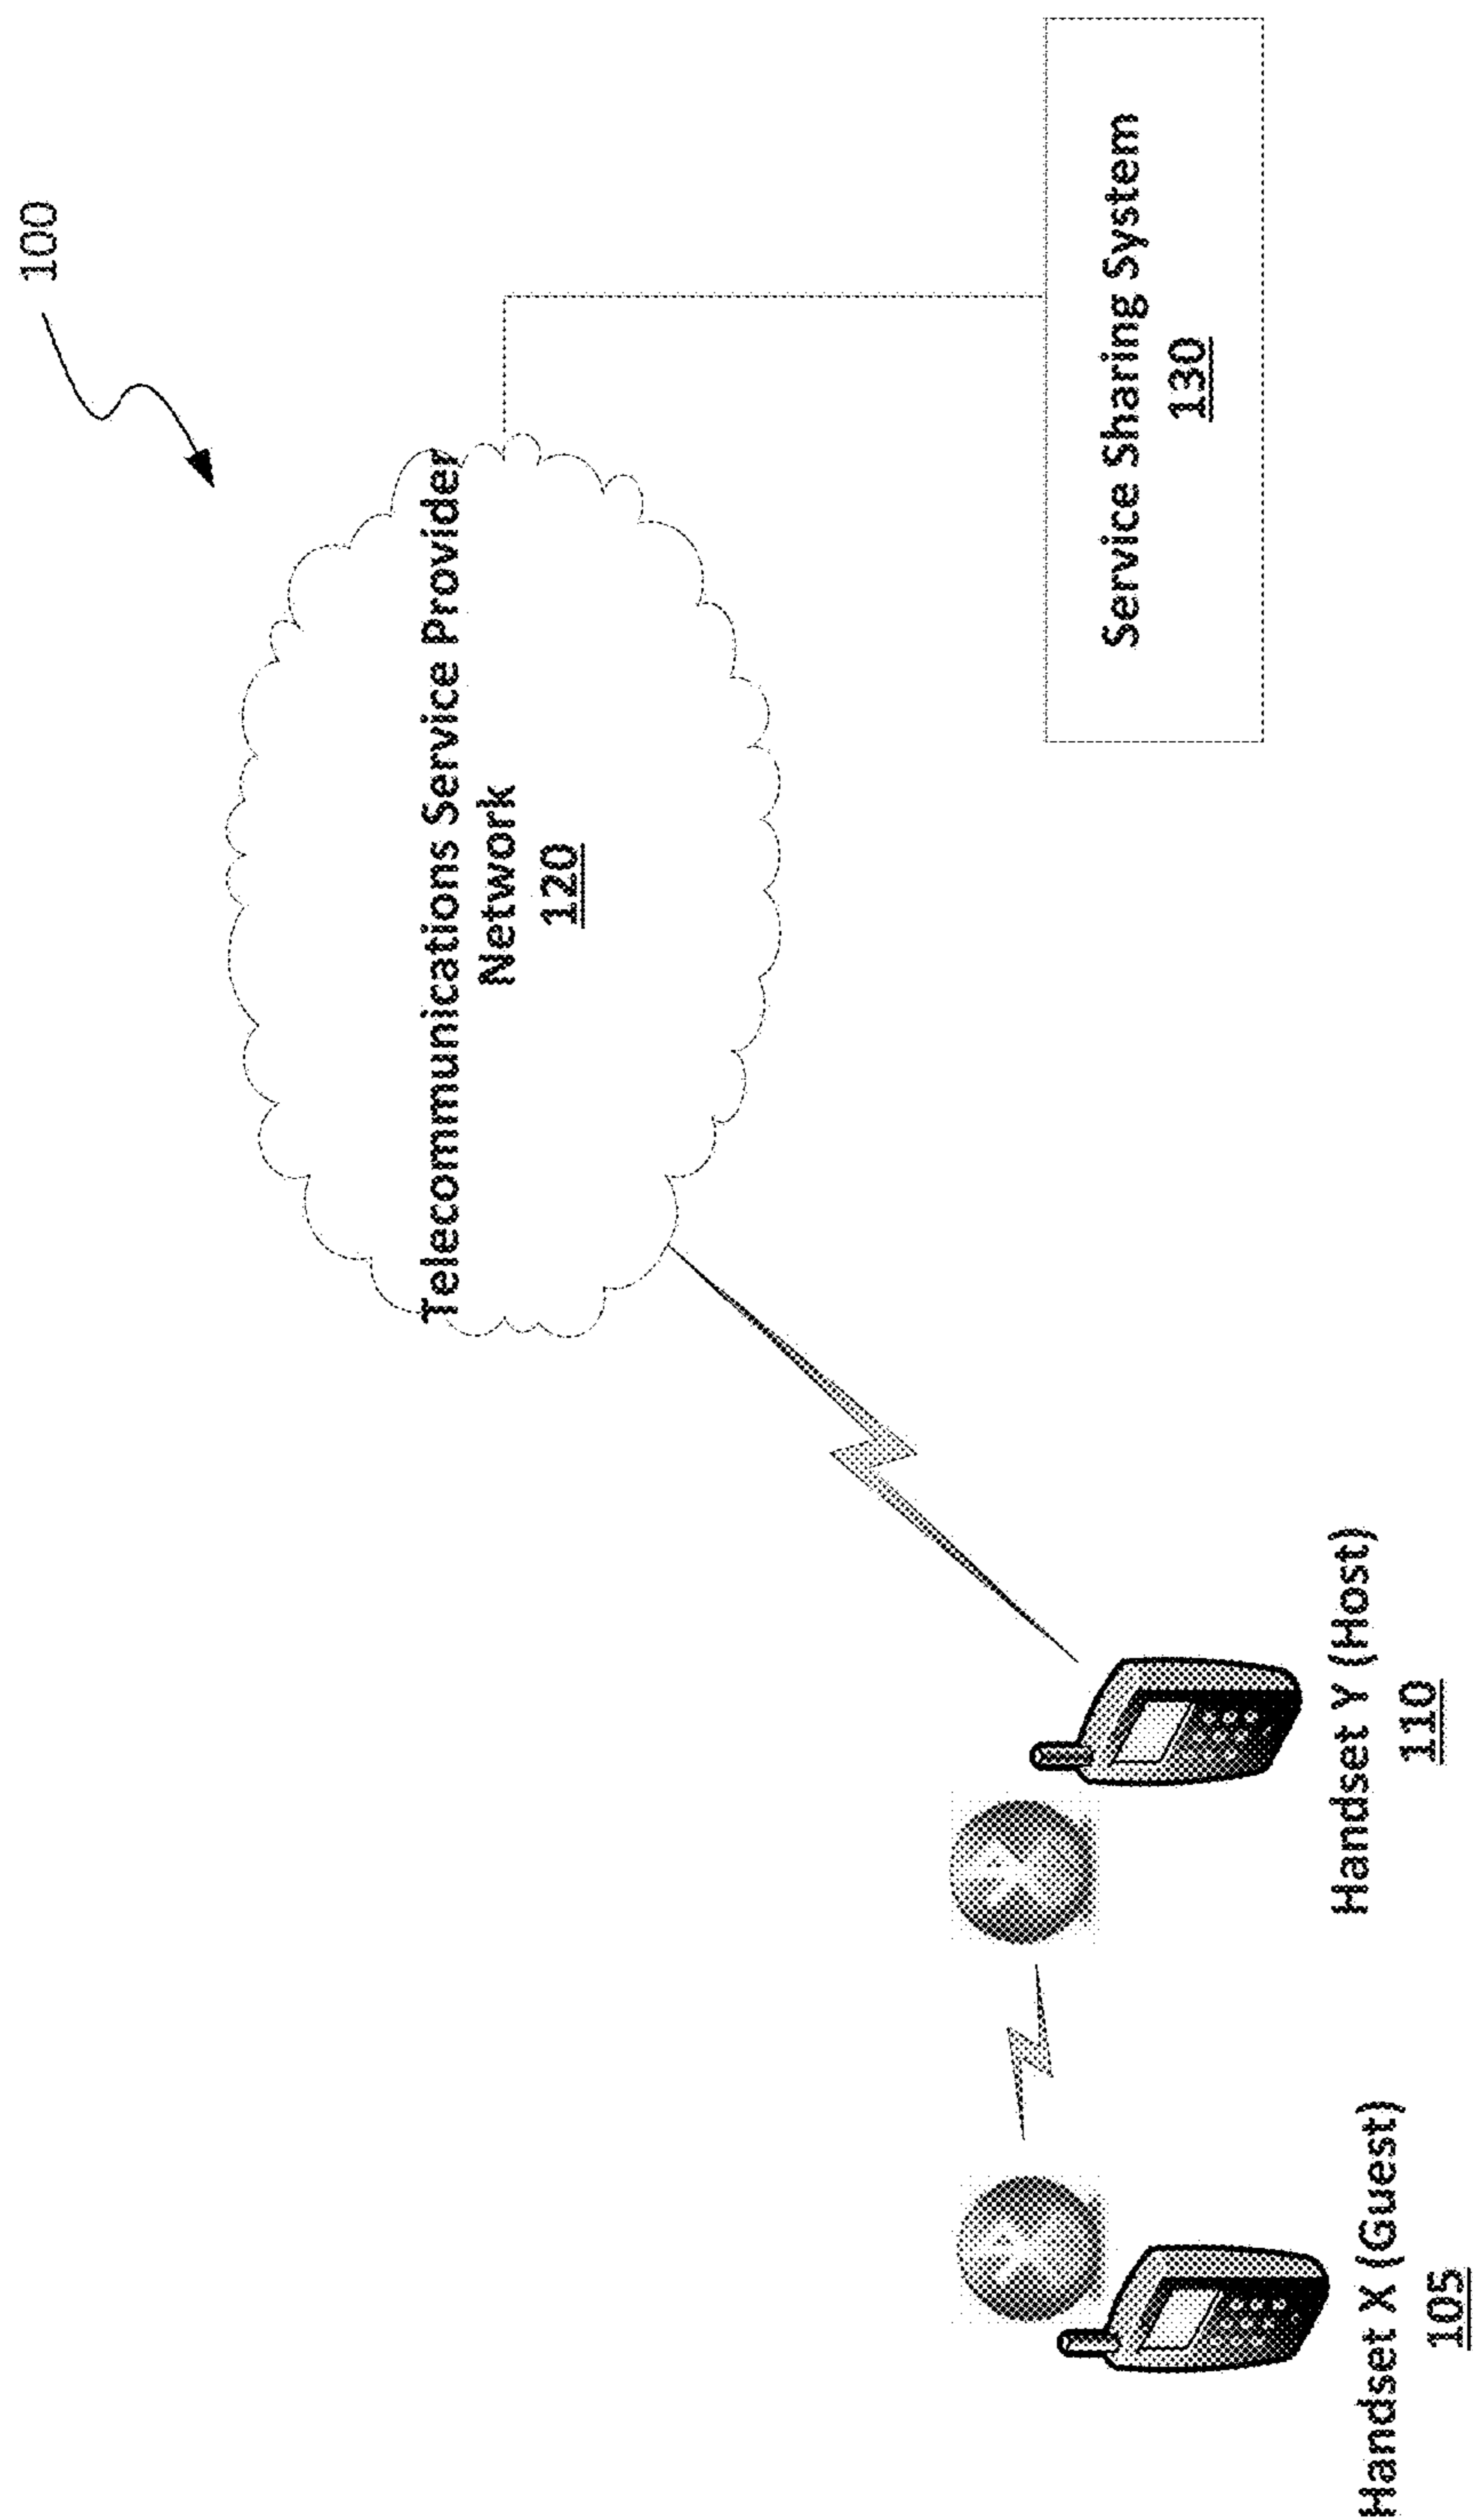 100
Telecommunications Service Provider
Network
120
Service Sharing System
130
Handset Y (Host)
110
Handset X (Guest)
105